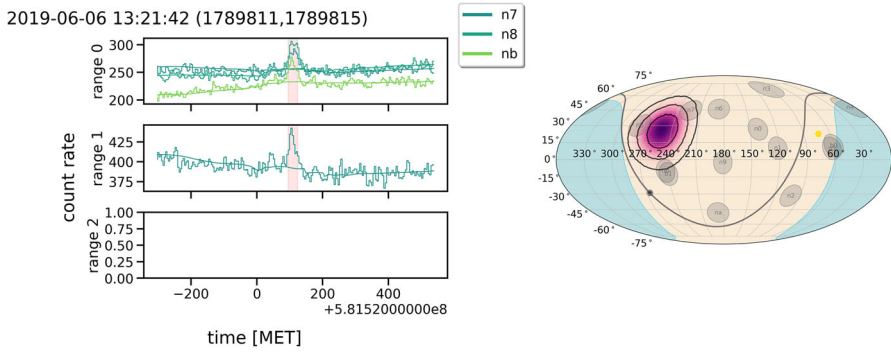 2019-06-06 13:21:42 (1789811,1789815)
n7
n8
nb
count rate
range 0
300
250
200
range 1
425
400
375
range 2
1.00
0.75
0.50
0.25
0.00
−200 0 200 400
+5.8152000000e8
time [MET]
75°
60°
45°
30°
15°
0°
-15°
-30°
-45°
-60°
-75°
330° 300° 270° 240° 210° 180° 150° 120° 90° 60° 30°
n3
n6
n7
n0
n1
n9
b1
n2
na